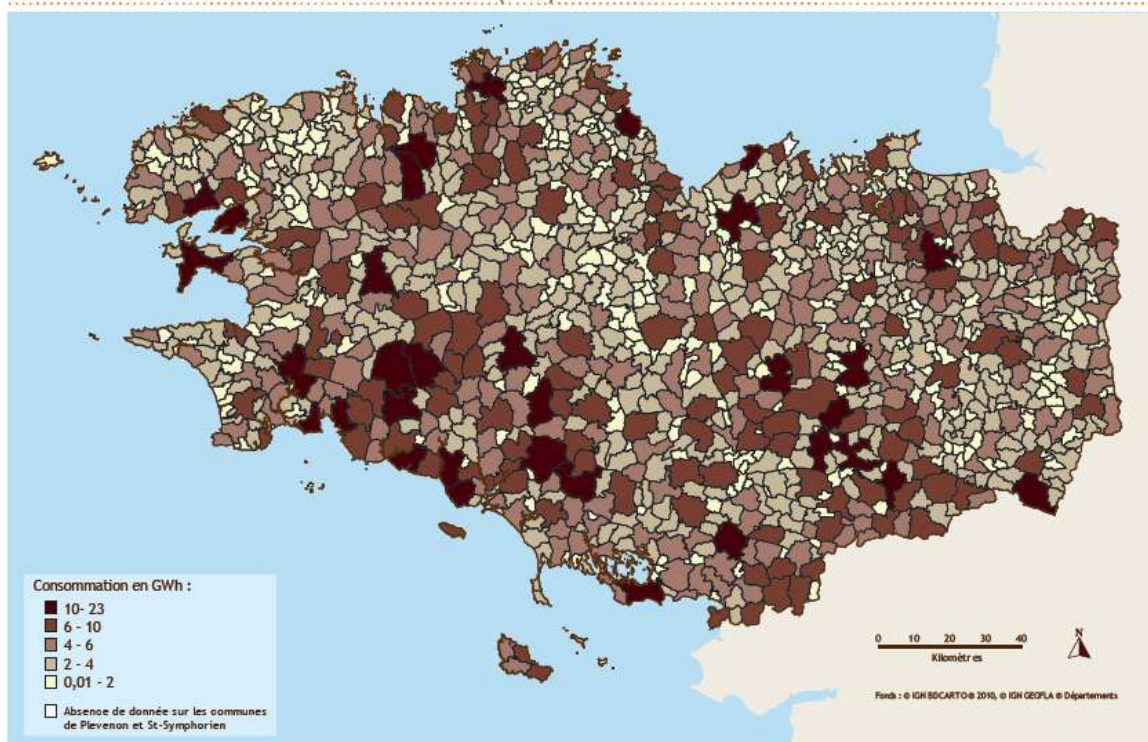 Consommation en GWh :
10- 23
6 - 10
4 - 6
2 - 4
0,01 - 2
Absence de donnée sur les communes
de Plevenon et St-Symphorien
0 10 20 30 40
Kilomètres
N
Fonds : © IGN BDCARTO® 2010, © IGN GEOFLA ® Départements